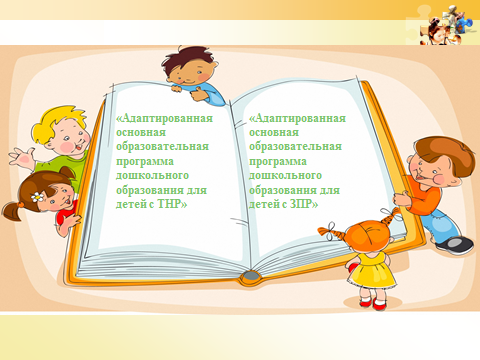 «Адаптированная
основная
образовательная
программа
дошкольного
образования для
детей с ТНР»
«Адаптированная
основная
образовательная
программа
дошкольного
образования для
детей с ЗПР»